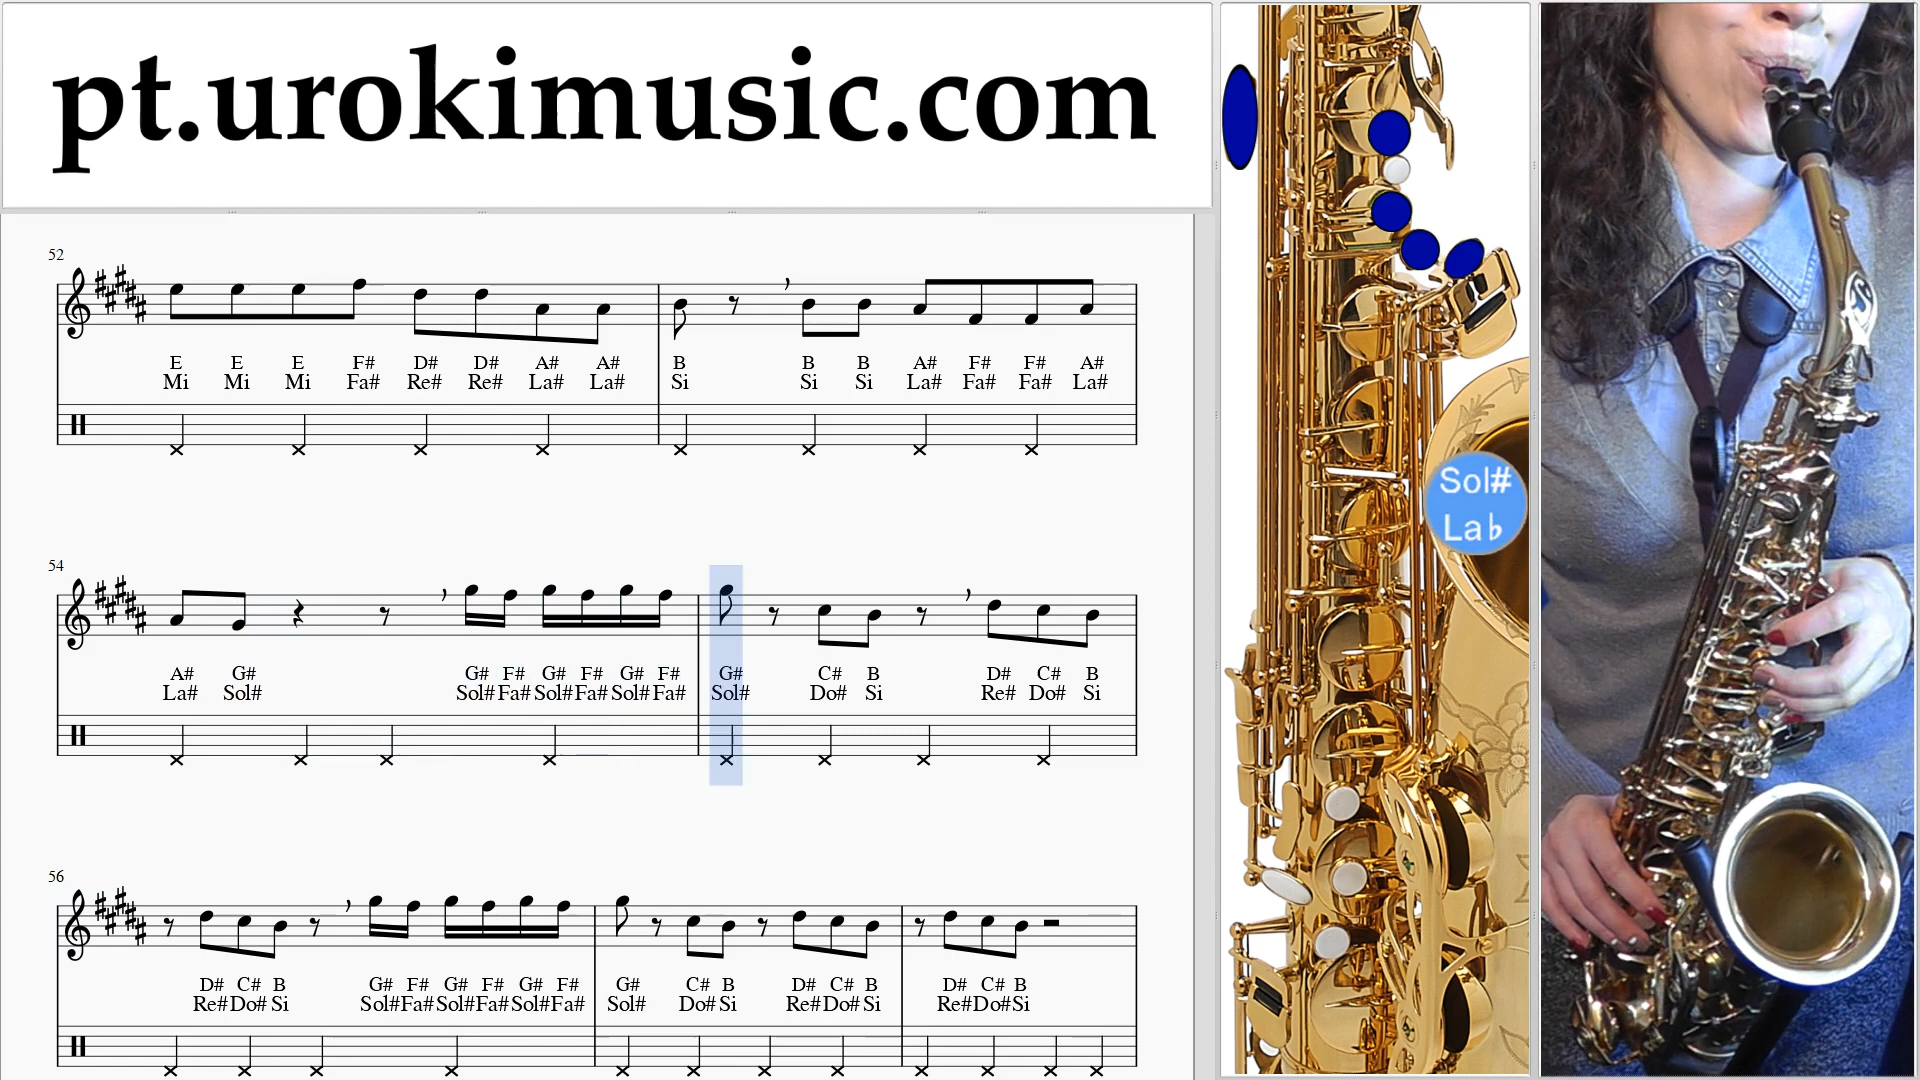 pt.urokimusic.com
52
E E E F# D# D# A# A# B B B A# F# F# A#
Mi Mi Mi Fa# Re# Re# La# La# Si Si Si La# Fa# Fa# La#
54
A# G# G# F# G# F# G# F# G# C# B D# C# B
La# Sol# Sol# Fa# Sol# Fa# Sol# Fa# Sol# Do# Si Re# Do# Si
56
D# C# B G# F# G# F# G# F# G# C# B D# C# B D# C# B
Re# Do# Si Sol# Fa# Sol# Fa# Sol# Fa# Sol# Do# Si Re# Do# Si Re# Do# Si
Sol#
La♭